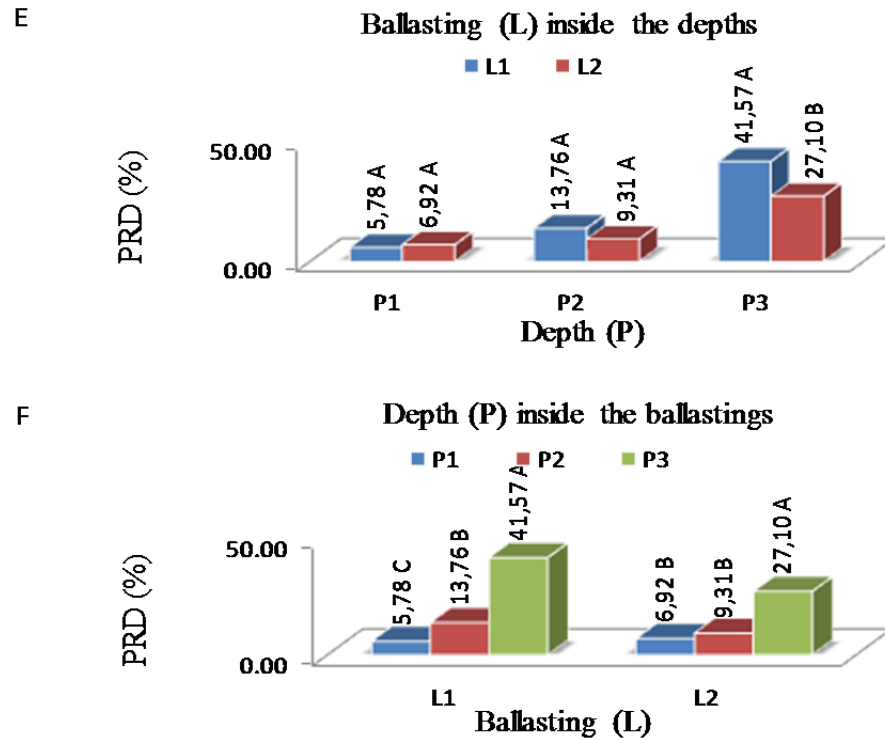 E
Ballasting (L) inside the depths
L1 L2
PRD (%)
50.00
0.00
5,78 A
6,92 A
13,76 A
9,31 A
41,57 A
27,10 B
P1 P2 P3
Depth (P)
F
Depth (P) inside the ballastings
P1 P2 P3
PRD (%)
50.00
0.00
5,78 C
13,76 B
41,57 A
6,92 B
9,31B
27,10 A
L1 L2
Ballasting (L)